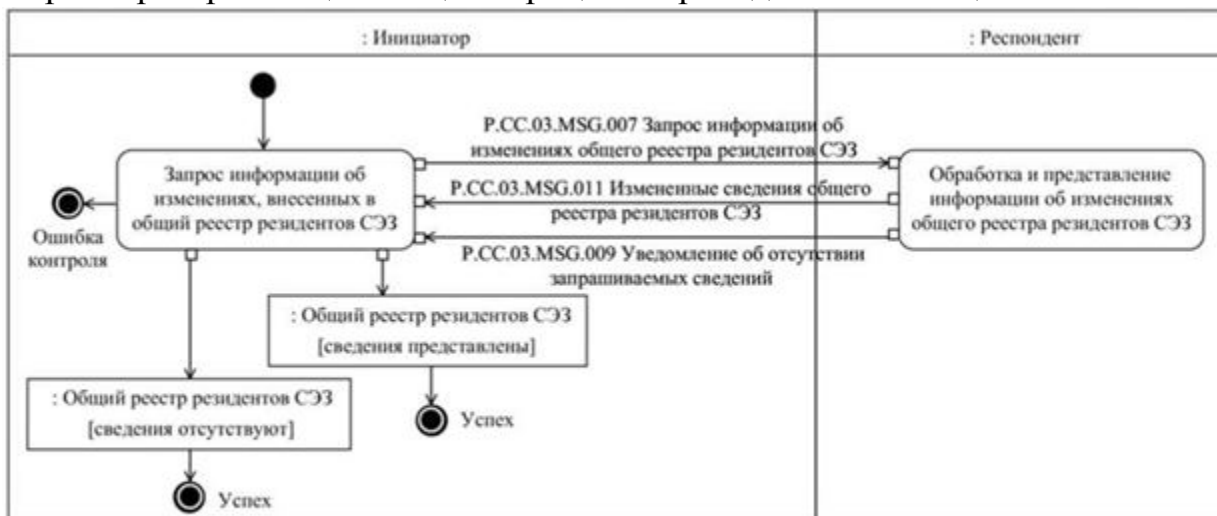 : Инициатор
: Респондент
P.CC.03.MSG.007 Запрос информации об
изменениях общего реестра резидентов СЭЗ
Запрос информации об
изменениях, внесенных в
общий реестр резидентов СЭЗ
P.CC.03.MSG.011 Измененные сведения общего
реестра резидентов СЭЗ
Обработка и представление
информации об изменениях
общего реестра резидентов СЭЗ
Ошибка
контроля
P.CC.03.MSG.009 Уведомление об отсутствии
запрашиваемых сведений
: Общий реестр резидентов СЭЗ
[сведения представлены]
: Общий реестр резидентов СЭЗ
[сведения отсутствуют]
Успех
Успех